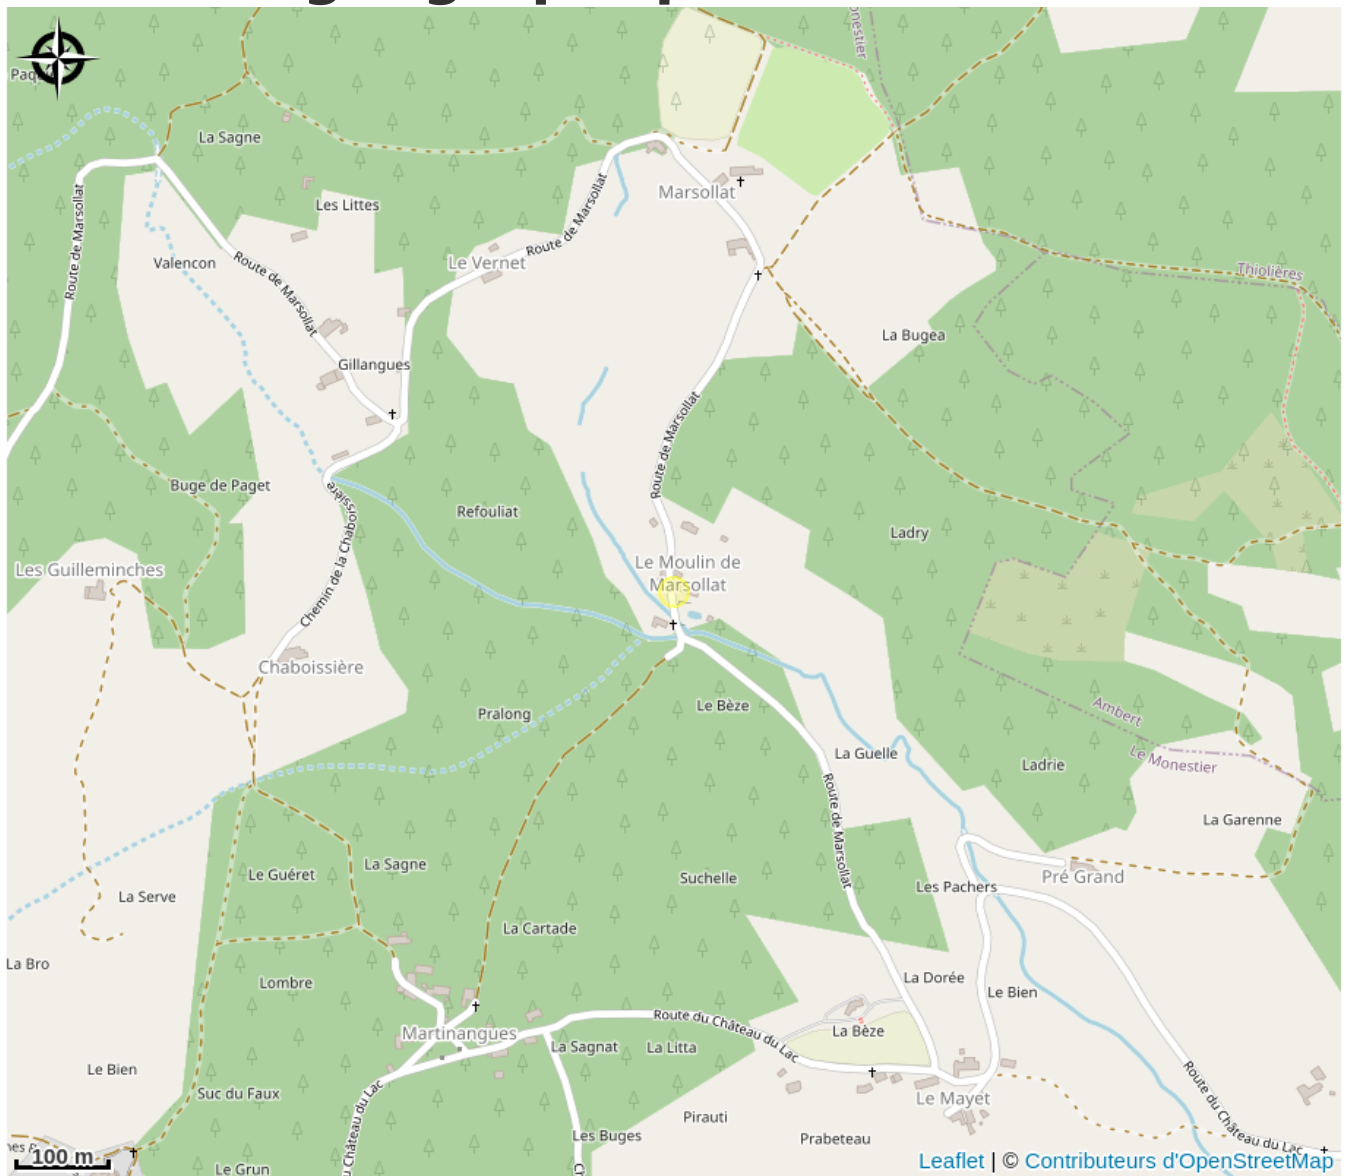 onestier
La Sagne
Les Littes
Marsollat
Route de Marsollat
Route de Marsollat
Valencon
Route de Marsollat
Le Vernet
Thiolières
La Bugea
Gillangues
Route de Marsollat
Buge de Paget
Refouliat
Ladry
Chemin de la Chaboissière
Les Guilleminches
Le Moulin de
Marsollat
Chaboissière
Pralong
Le Bèze
Ambert
La Guelle
Le Monestier
Ladrie
Route de Marsollat
La Garenne
La Sagne
Le Guéret
Suchelle
Les Pachers
Pré Grand
La Serve
La Cartade
La Bro
Lombre
La Dorée
Le Bien
Route du Château du Lac
La Bèze
Martinangues
La Sagnat
La Litta
Le Bien
Suc du Faux
u Château du Lac
Le Mayet
Route du Château du Lac
Pirauti
Les Buges
Prabeteau
100 m
Le Grun
Ch
Leaflet | © Contributeurs d'OpenStreetMap